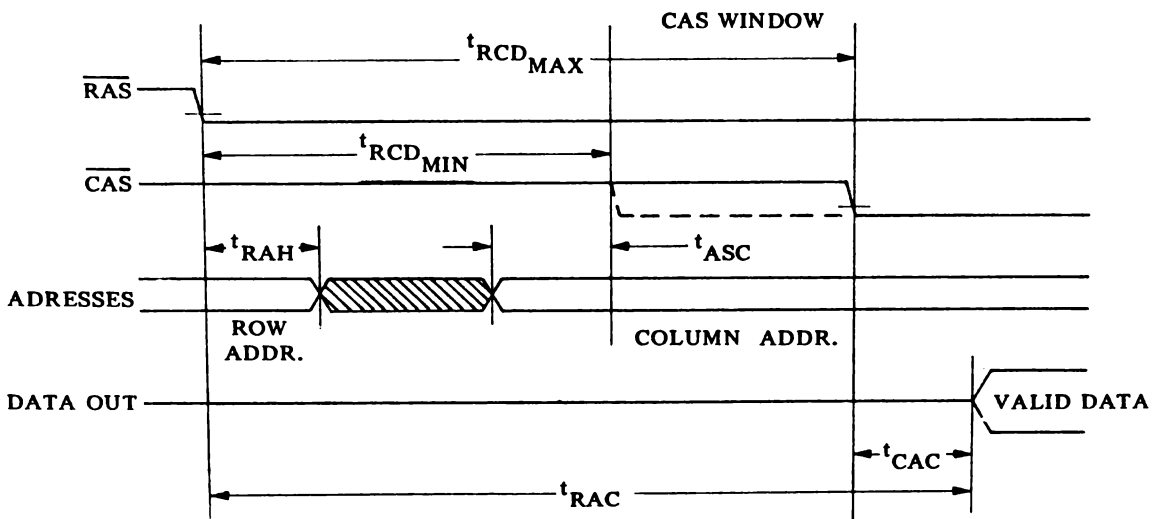 CAS WINDOW
tRCDMAX
RAS
tRCDMIN
CAS
tRAH
tASC
ADRESSES
ROW
ADDR.
COLUMN ADDR.
DATA OUT
VALID DATA
tCAC
tRAC